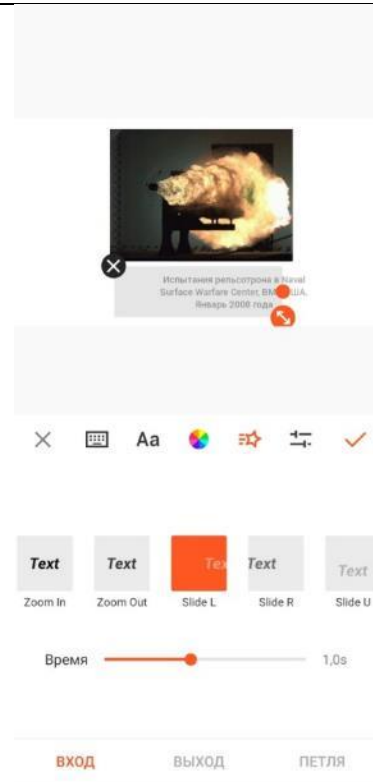 Испытания рельсотрона в Naval
Surface Warfare Center, ВМС США.
Январь 2008 года
Aa
Text Text Tex Text Text
Zoom In Zoom Out Slide L Slide R Slide U
Время 1,0s
ВХОД ВЫХОД ПЕТЛЯ